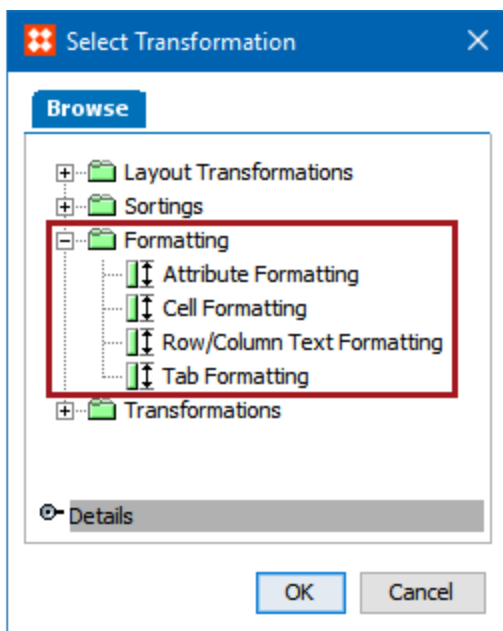 Select Transformation
Browse
Layout Transformations
Sortings
Formatting
Attribute Formatting
Cell Formatting
Row/Column Text Formatting
Tab Formatting
Transformations
Details
OK Cancel